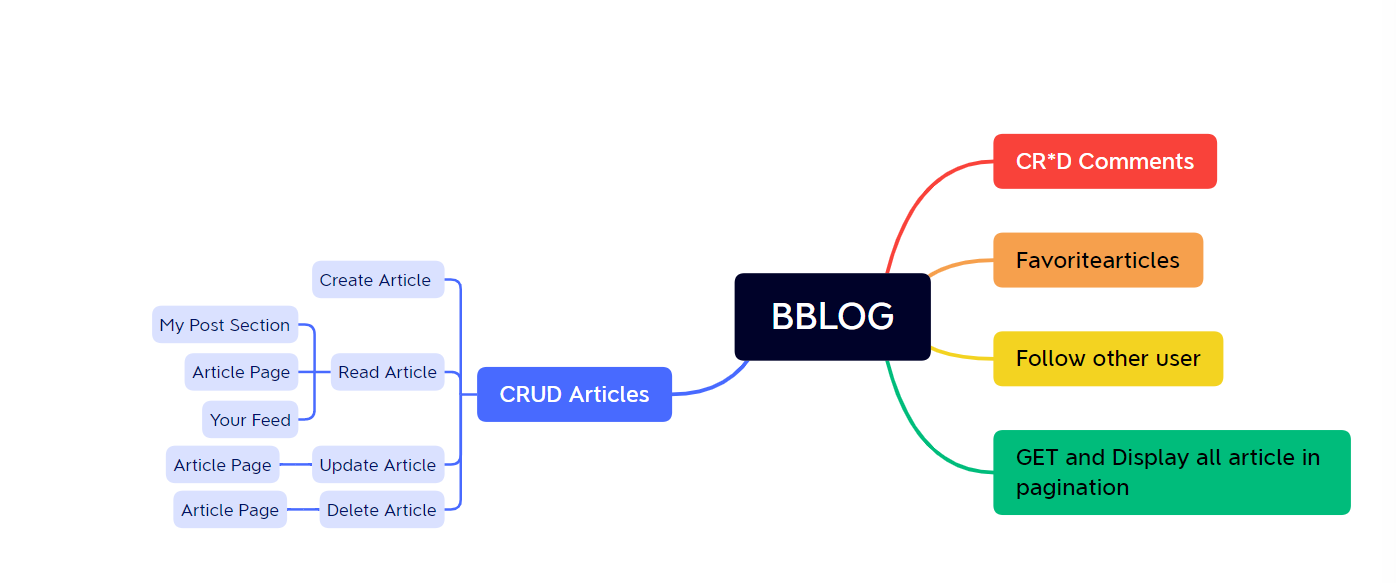 BBLOG
CR*D Comments
Favoritearticles
Follow other user
GET and Display all article in
pagination
CRUD Articles
Create Article
Read Article
My Post Section
Article Page
Your Feed
Update Article
Article Page
Delete Article
Article Page